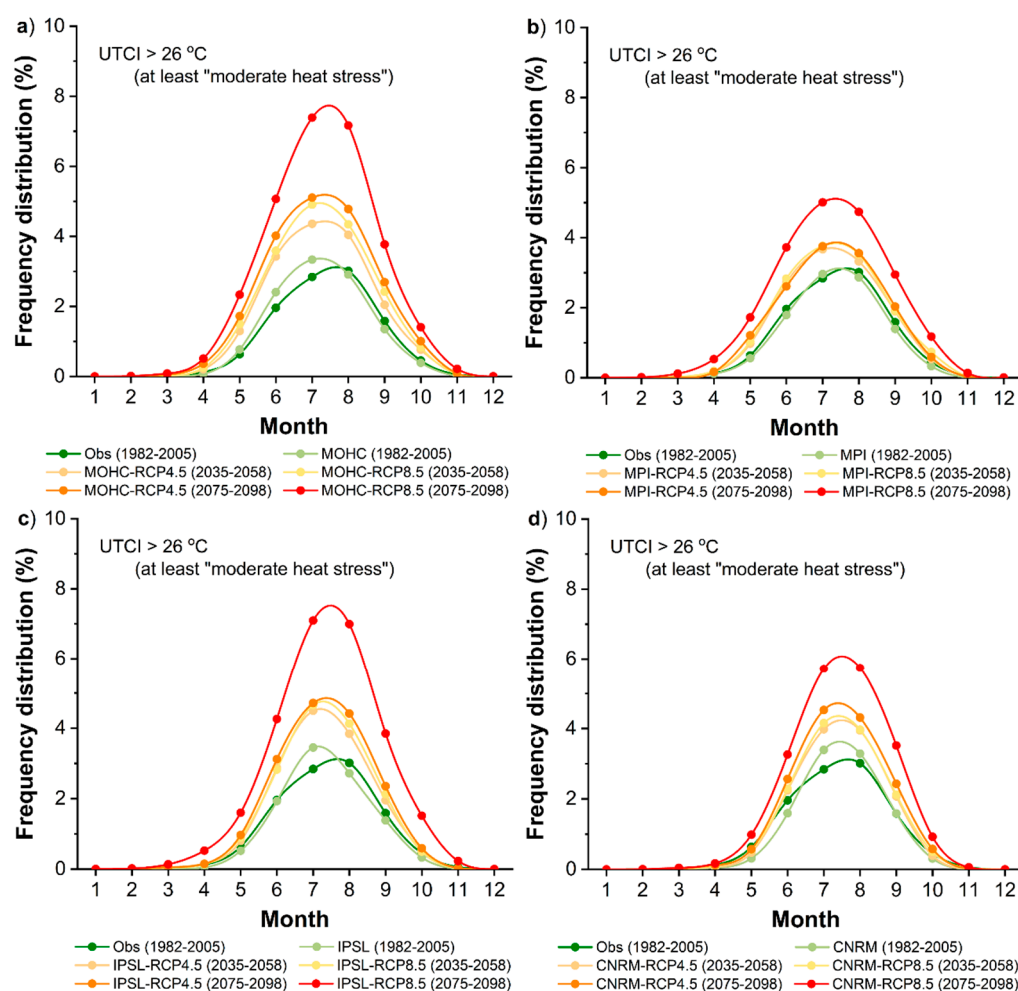 a)
UTCI > 26 °C
(at least "moderate heat stress")
Frequency distribution (%)
10
8
6
4
2
0
1 2 3 4 5 6 7 8 9 10 11 12
Month
Obs (1982-2005) MOHC (1982-2005)
MOHC-RCP4.5 (2035-2058) MOHC-RCP8.5 (2035-2058)
MOHC-RCP4.5 (2075-2098) MOHC-RCP8.5 (2075-2098)
b)
UTCI > 26 °C
(at least "moderate heat stress")
Frequency distribution (%)
10
8
6
4
2
0
1 2 3 4 5 6 7 8 9 10 11 12
Month
Obs (1982-2005) MPI (1982-2005)
MPI-RCP4.5 (2035-2058) MPI-RCP8.5 (2035-2058)
MPI-RCP4.5 (2075-2098) MPI-RCP8.5 (2075-2098)
c)
UTCI > 26 °C
(at least "moderate heat stress")
Frequency distribution (%)
10
8
6
4
2
0
1 2 3 4 5 6 7 8 9 10 11 12
Month
Obs (1982-2005) IPSL (1982-2005)
IPSL-RCP4.5 (2035-2058) IPSL-RCP8.5 (2035-2058)
IPSL-RCP4.5 (2075-2098) IPSL-RCP8.5 (2075-2098)
d)
UTCI > 26 °C
(at least "moderate heat stress")
Frequency distribution (%)
10
8
6
4
2
0
1 2 3 4 5 6 7 8 9 10 11 12
Month
Obs (1982-2005) CNRM (1982-2005)
CNRM-RCP4.5 (2035-2058) CNRM-RCP8.5 (2035-2058)
CNRM-RCP4.5 (2075-2098) CNRM-RCP8.5 (2075-2098)